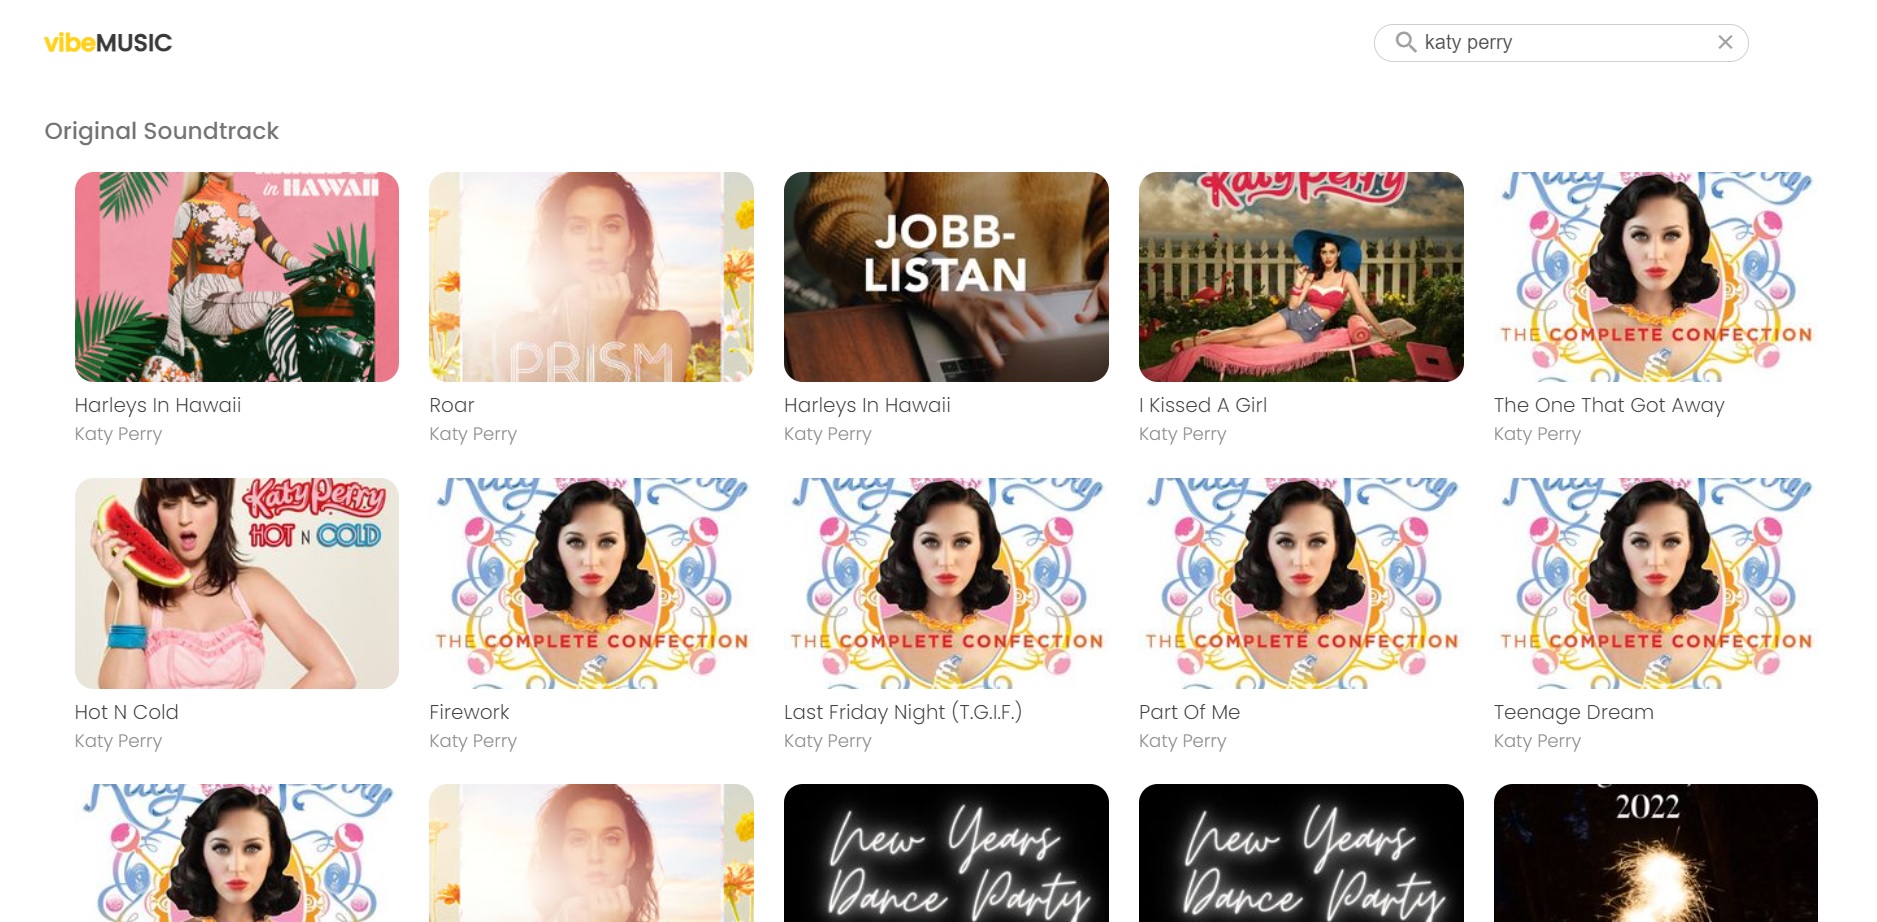 vibeMUSIC
katy perry
Original Soundtrack
in HAWAII
PRISM
JOBB-
LISTAN
Katy Perry
THE COMPLETE CONFECTION
Harleys In Hawaii
Roar
Harleys In Hawaii
I Kissed A Girl
The One That Got Away
Katy Perry
Katy Perry
Katy Perry
Katy Perry
Katy Perry
Katy Perry
HOT N COLD
THE COMPLETE CONFECTION
THE COMPLETE CONFECTION
THE COMPLETE CONFECTION
THE COMPLETE CONFECTION
Hot N Cold
Firework
Last Friday Night (T.G.I.F.)
Part Of Me
Teenage Dream
Katy Perry
Katy Perry
Katy Perry
Katy Perry
Katy Perry
New Years
Dance Party
New Years
Dance Party
2022